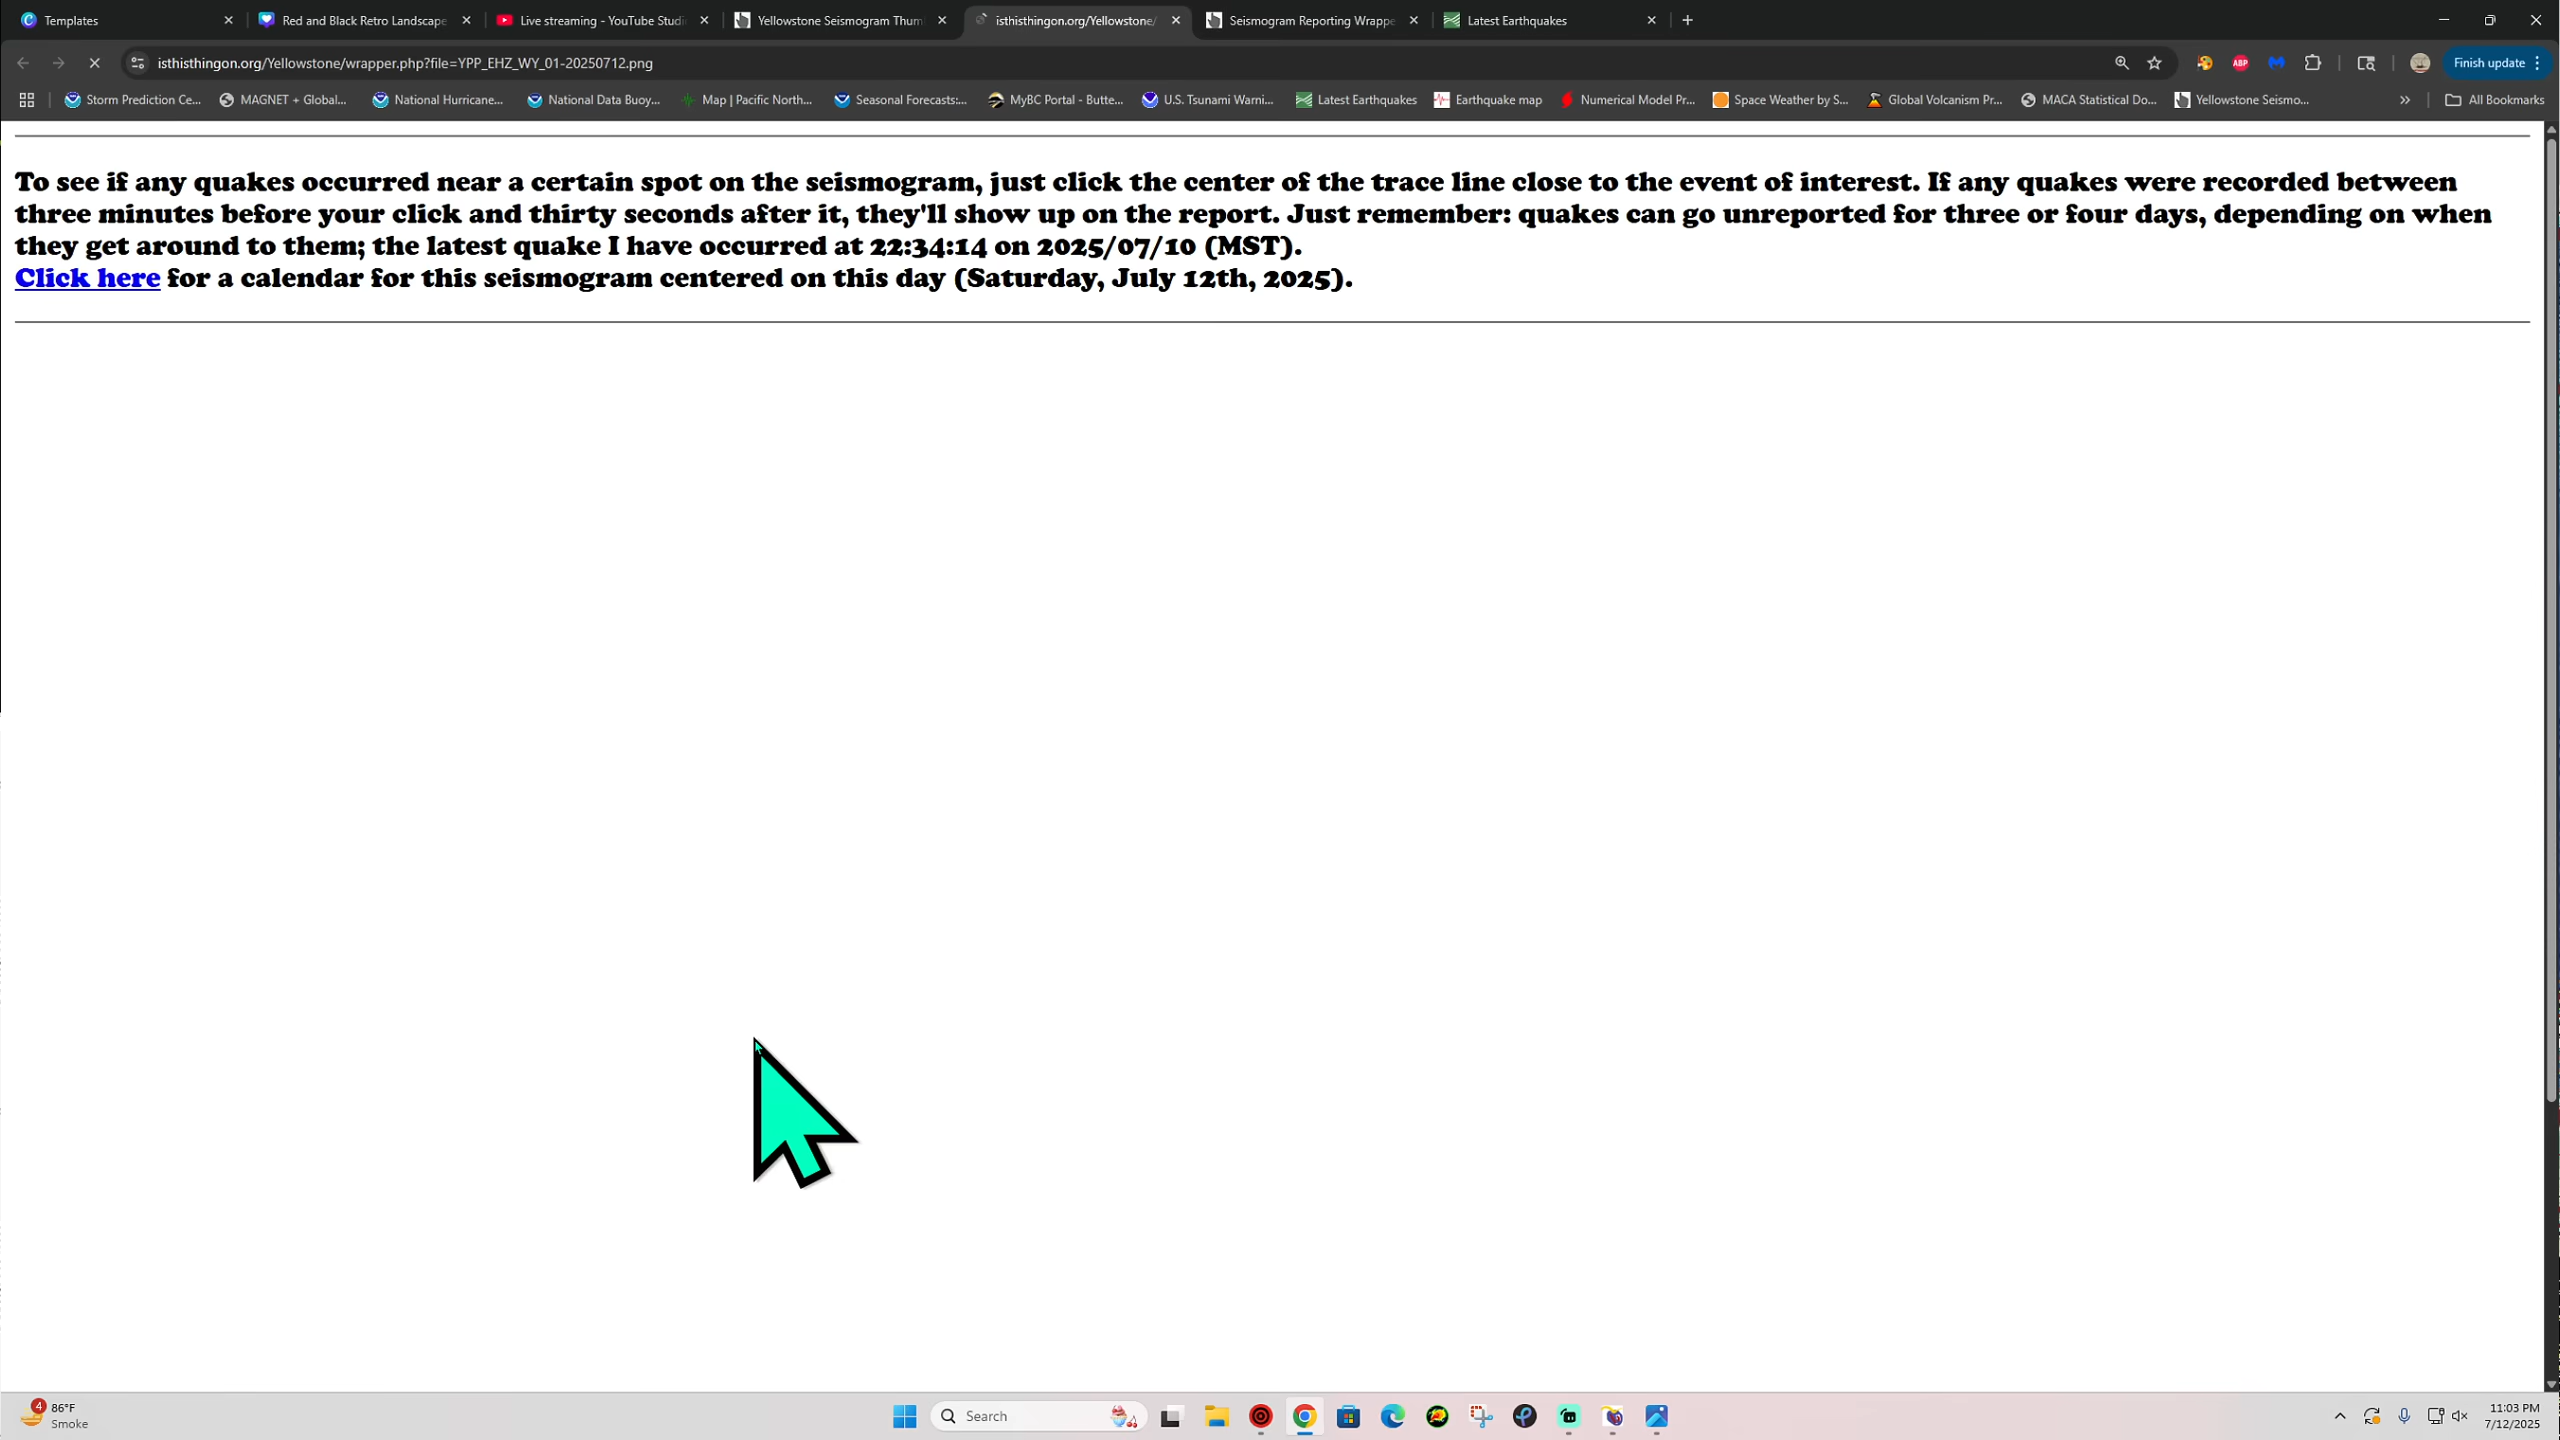 Templates
Red and Black Retro Landscape
Live streaming - YouTube Studi
Yellowstone Seismogram Thum
isthisthingon.org/Yellowstone/
Seismogram Reporting Wrappe
Latest Earthquakes
isthisthingon.org/Yellowstone/wrapper.php?file=YPP_EHZ_WY_01-20250712.png
ABP
Finish update
Storm Prediction Ce...
MAGNET + Global...
National Hurricane...
National Data Buoy...
Map | Pacific North...
Seasonal Forecasts:...
MyBC Portal - Butte...
U.S. Tsunami Warni...
Latest Earthquakes
Earthquake map
Numerical Model Pr...
Space Weather by S...
Global Volcanism Pr...
MACA Statistical Do...
Yellowstone Seismo...
All Bookmarks
To see if any quakes occurred near a certain spot on the seismogram, just click the center of the trace line close to the event of interest. If any quakes were recorded between
three minutes before your click and thirty seconds after it, they'll show up on the report. Just remember: quakes can go unreported for three or four days, depending on when
they get around to them; the latest quake I have occurred at 22:34:14 on 2025/07/10 (MST).
Click here for a calendar for this seismogram centered on this day (Saturday, July 12th, 2025).
4
86°F
Smoke
Search
11:03 PM
7/12/2025